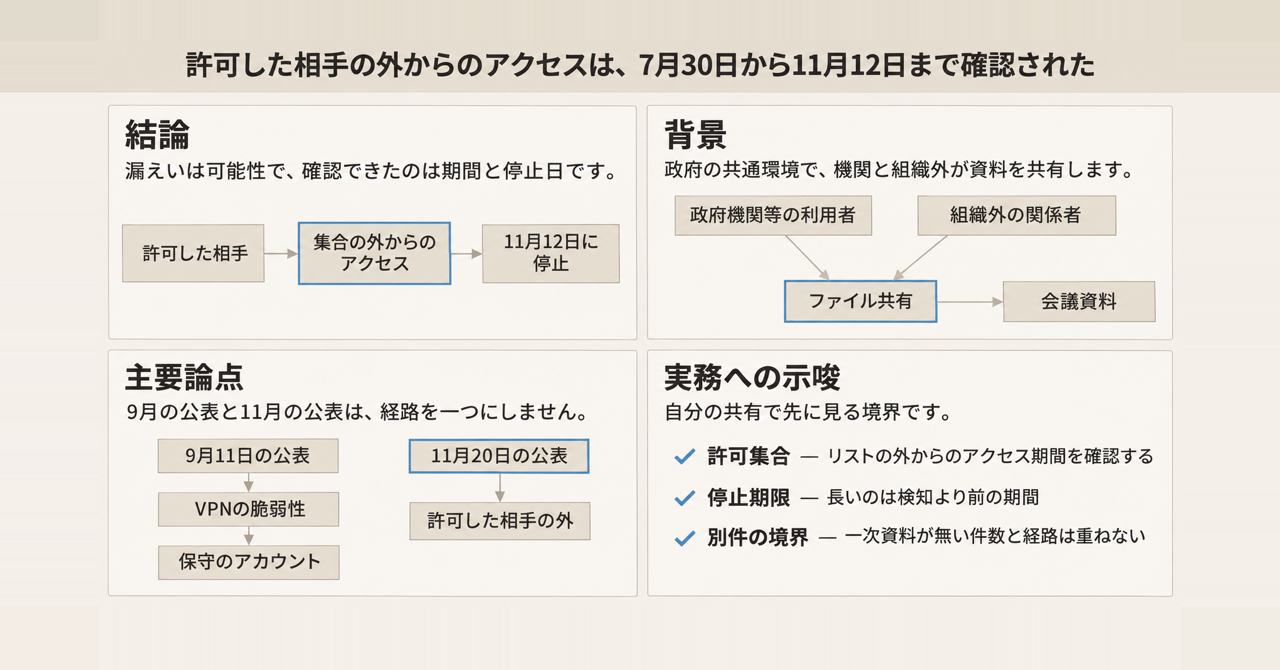 許可した相手の外からのアクセスは、7月30日から11月12日まで確認された
結論
漏えいは可能性で、確認できたのは期間と停止日です。
許可した相手
集合の外からの
アクセス
11月12日に
停止
背景
政府の共通環境で、機関と組織外が資料を共有します。
政府機関等の利用者
組織外の関係者
ファイル共有
会議資料
主要論点
9月の公表と11月の公表は、経路を一つにしません。
9月11日の公表
VPNの脆弱性
保守のアカウント
11月20日の公表
許可した相手の外
実務への示唆
自分の共有で先に見る境界です。
許可集合 — リストの外からのアクセス期間を確認する
停止期限 — 長いのは検知より前の期間
別件の境界 — 一次資料が無い件数と経路は重ねない